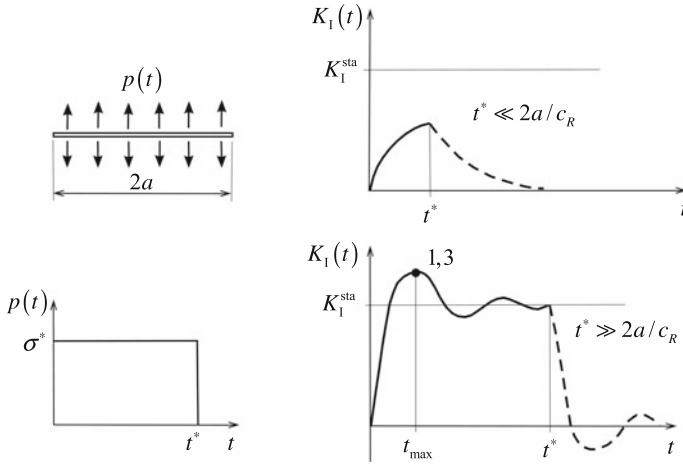 p(t)
2a
K_I(t)
K_I^sta
t* ≪ 2a/c_R
t*
t
p(t)
σ*
t*
t
K_I(t)
1,3
K_I^sta
t* ≫ 2a/c_R
t_max
t*
t